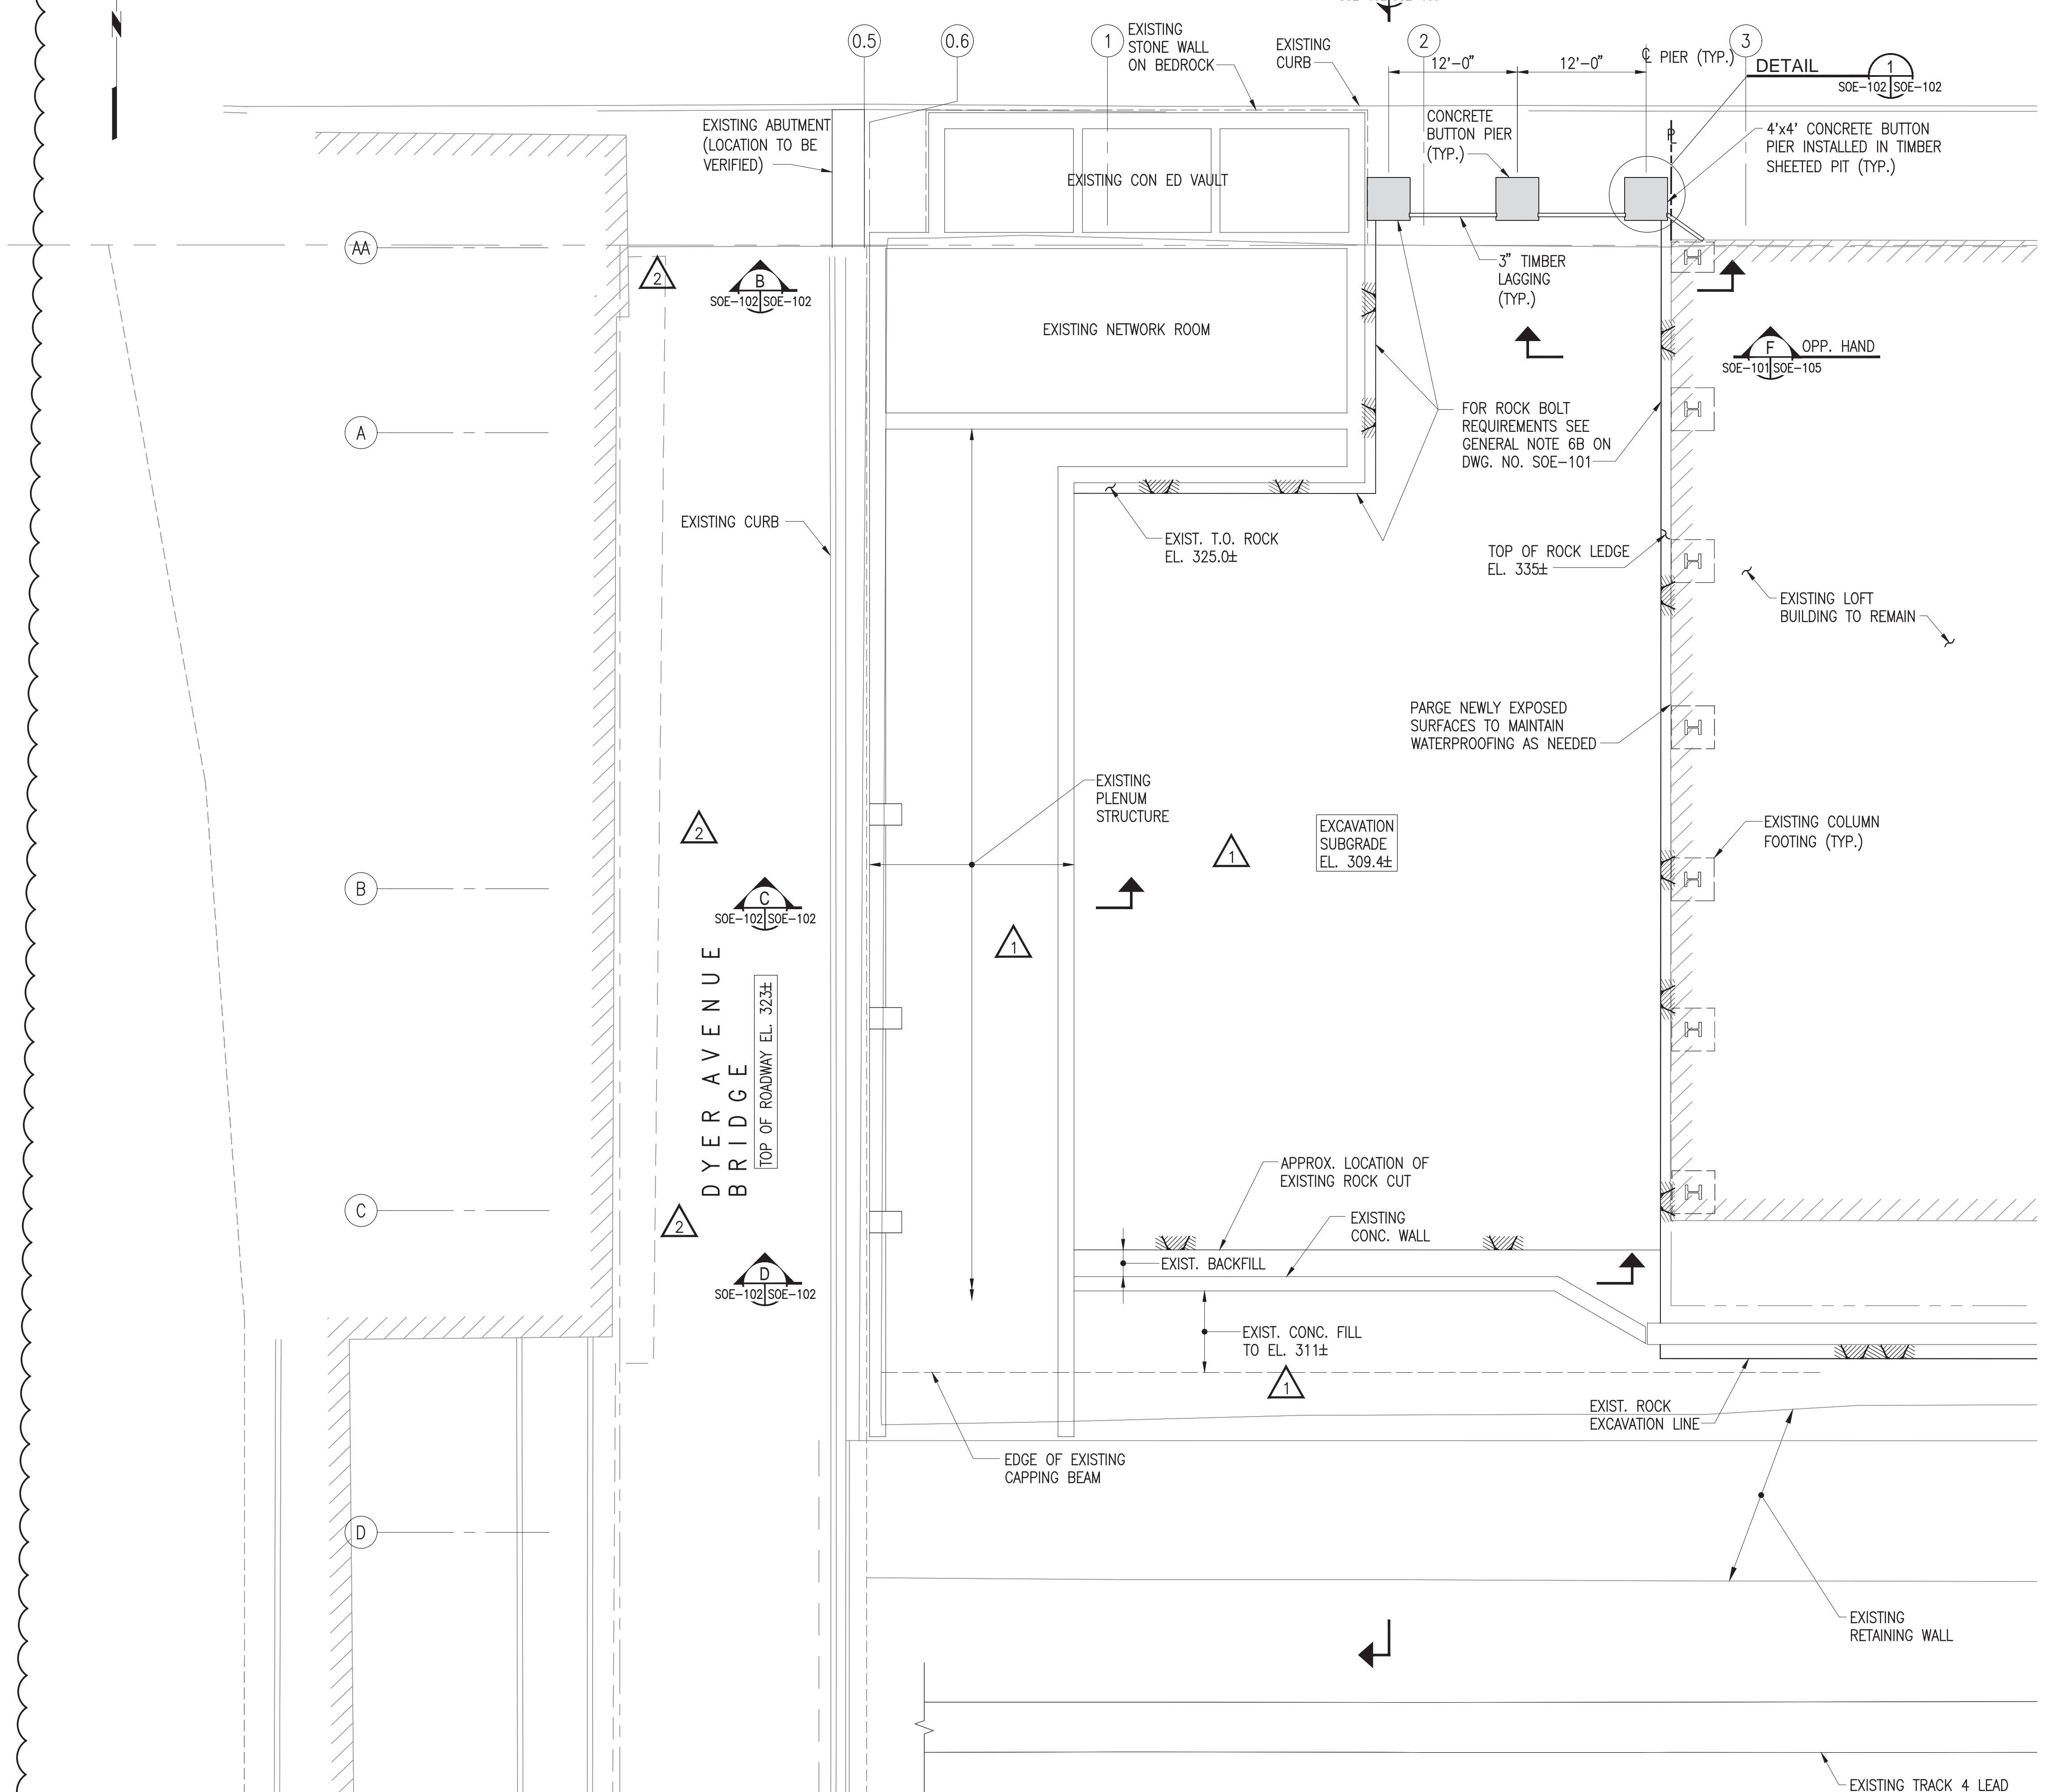 N
0.5
0.6
1
EXISTING
STONE WALL
ON BEDROCK
EXISTING
CURB
2
12'-0"
12'-0"
℄ PIER (TYP.)
3
DETAIL
1
SOE-102 SOE-102
EXISTING ABUTMENT
(LOCATION TO BE
VERIFIED)
CONCRETE
BUTTON PIER
(TYP.)
PL
4'x4' CONCRETE BUTTON
PIER INSTALLED IN TIMBER
SHEETED PIT (TYP.)
EXISTING CON ED VAULT
AA
2
B
SOE-102 SOE-102
3" TIMBER
LAGGING
(TYP.)
EXISTING NETWORK ROOM
F
OPP. HAND
SOE-101 SOE-105
A
FOR ROCK BOLT
REQUIREMENTS SEE
GENERAL NOTE 6B ON
DWG. NO. SOE-101
EXISTING CURB
EXIST. T.O. ROCK
EL. 325.0±
TOP OF ROCK LEDGE
EL. 335±
EXISTING LOFT
BUILDING TO REMAIN
PARGE NEWLY EXPOSED
SURFACES TO MAINTAIN
WATERPROOFING AS NEEDED
EXISTING
PLENUM
STRUCTURE
2
1
EXCAVATION
SUBGRADE
EL. 309.4±
EXISTING COLUMN
FOOTING (TYP.)
B
C
SOE-102 SOE-102
1
DYER AVENUE
BRIDGE
TOP OF ROADWAY EL. 323±
APPROX. LOCATION OF
EXISTING ROCK CUT
C
2
EXISTING
CONC. WALL
EXIST. BACKFILL
D
SOE-102 SOE-102
EXIST. CONC. FILL
TO EL. 311±
1
EXIST. ROCK
EXCAVATION LINE
EDGE OF EXISTING
CAPPING BEAM
D
EXISTING
RETAINING WALL
EXISTING TRACK 4 LEAD